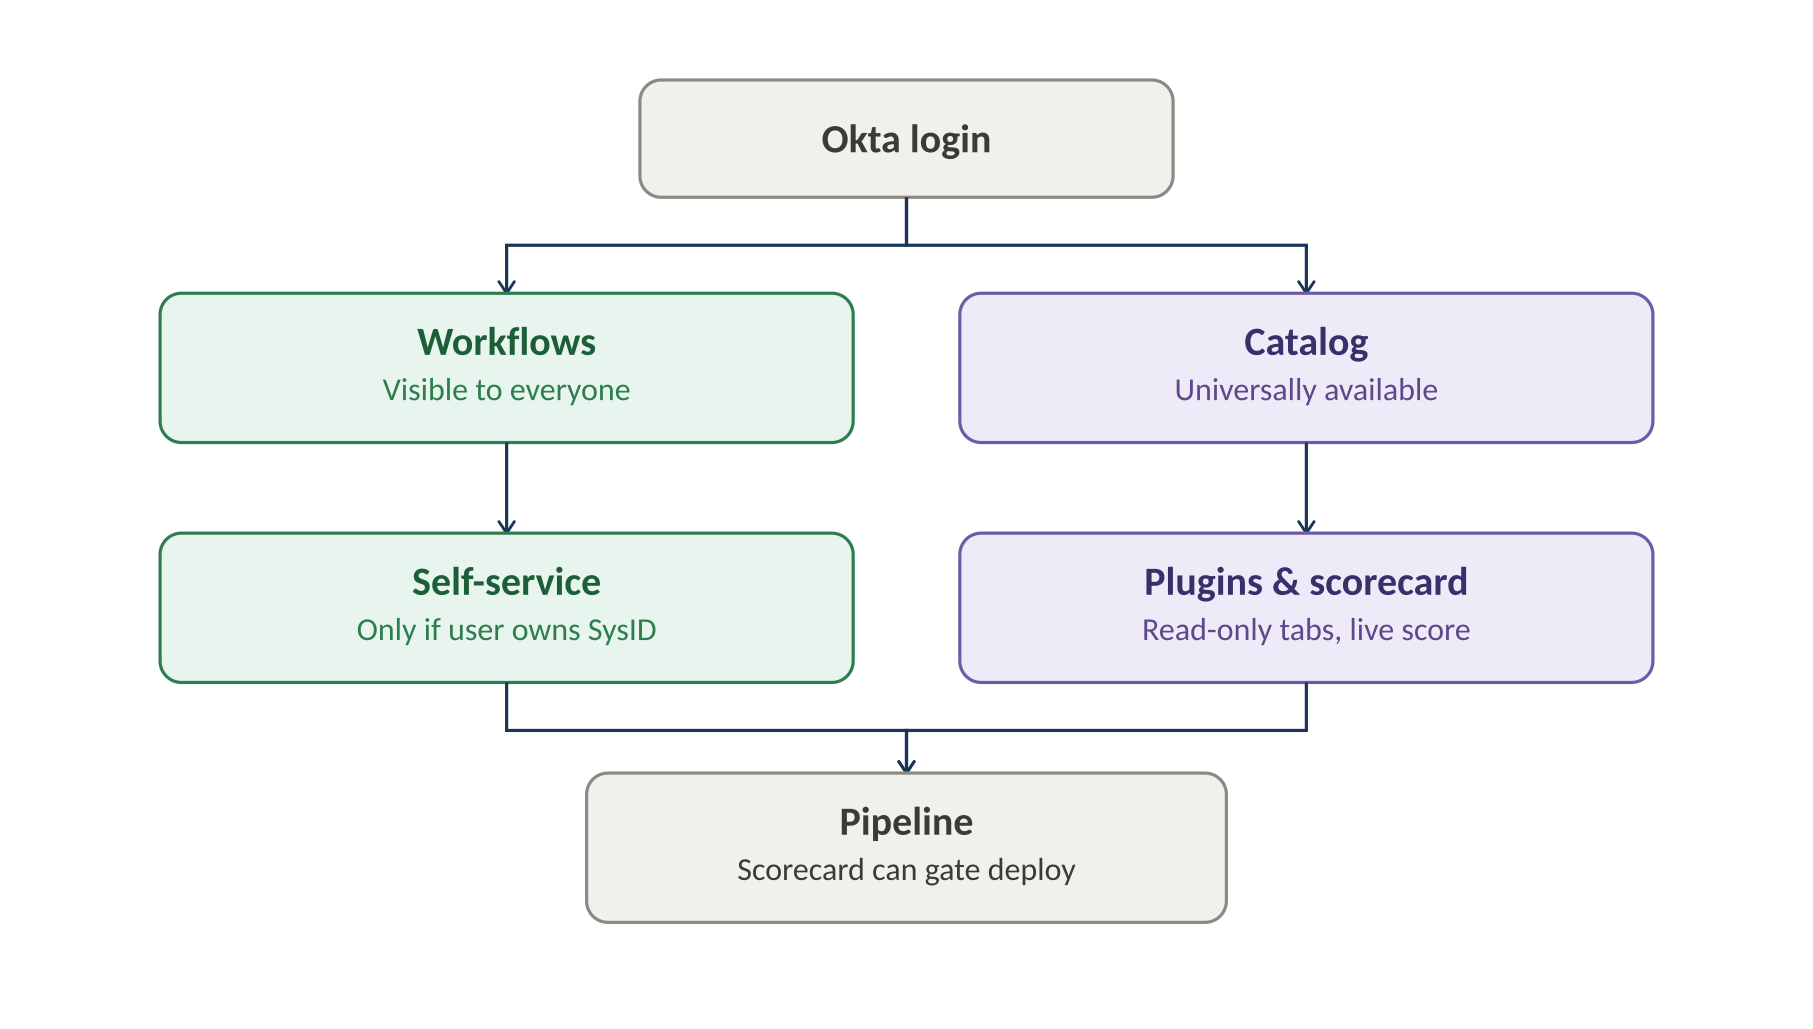 Okta login
Workflows
Visible to everyone
Catalog
Universally available
Self-service
Only if user owns SysID
Plugins & scorecard
Read-only tabs, live score
Pipeline
Scorecard can gate deploy